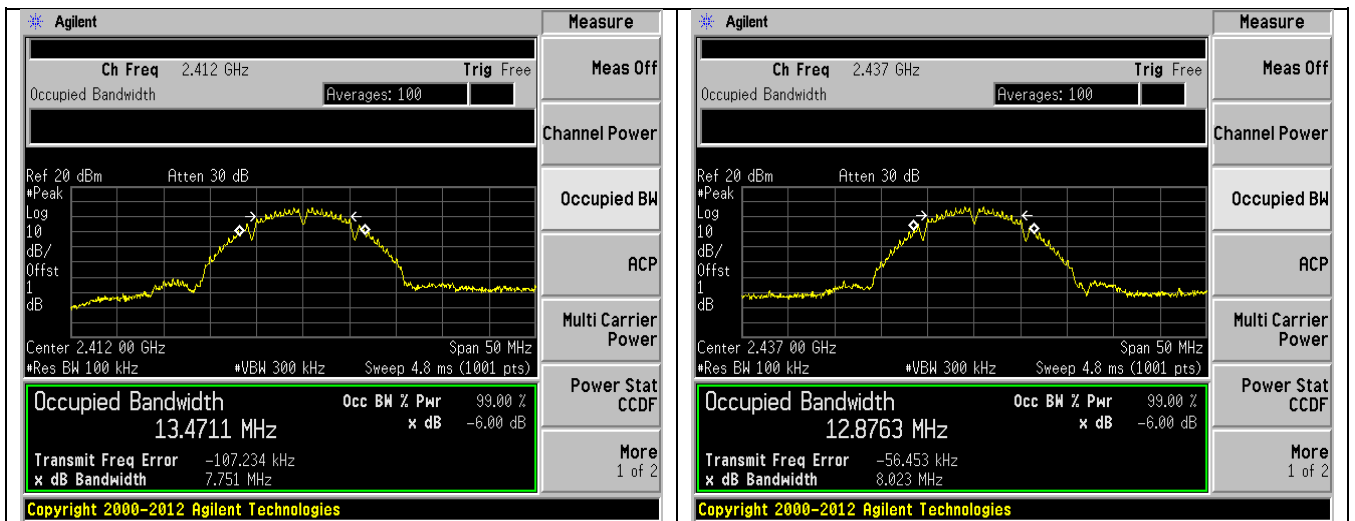 Agilent
Measure
Ch Freq 2.412 GHz Trig Free
Occupied Bandwidth Averages: 100
Meas Off
Channel Power
Occupied BW
ACP
Multi Carrier
Power
Power Stat
CCDF
More
1 of 2
Ref 20 dBm Atten 30 dB
#Peak
Log
10
dB/
Offst
1
dB
Center 2.412 00 GHz Span 50 MHz
#Res BW 100 kHz #VBW 300 kHz Sweep 4.8 ms (1001 pts)
Occupied Bandwidth Occ BW % Pwr 99.00 %
13.4711 MHz x dB -6.00 dB
Transmit Freq Error -107.234 kHz
x dB Bandwidth 7.751 MHz
Copyright 2000-2012 Agilent Technologies
Agilent
Measure
Ch Freq 2.437 GHz Trig Free
Occupied Bandwidth Averages: 100
Meas Off
Channel Power
Occupied BW
ACP
Multi Carrier
Power
Power Stat
CCDF
More
1 of 2
Ref 20 dBm Atten 30 dB
#Peak
Log
10
dB/
Offst
1
dB
Center 2.437 00 GHz Span 50 MHz
#Res BW 100 kHz #VBW 300 kHz Sweep 4.8 ms (1001 pts)
Occupied Bandwidth Occ BW % Pwr 99.00 %
12.8763 MHz x dB -6.00 dB
Transmit Freq Error -56.453 kHz
x dB Bandwidth 8.023 MHz
Copyright 2000-2012 Agilent Technologies